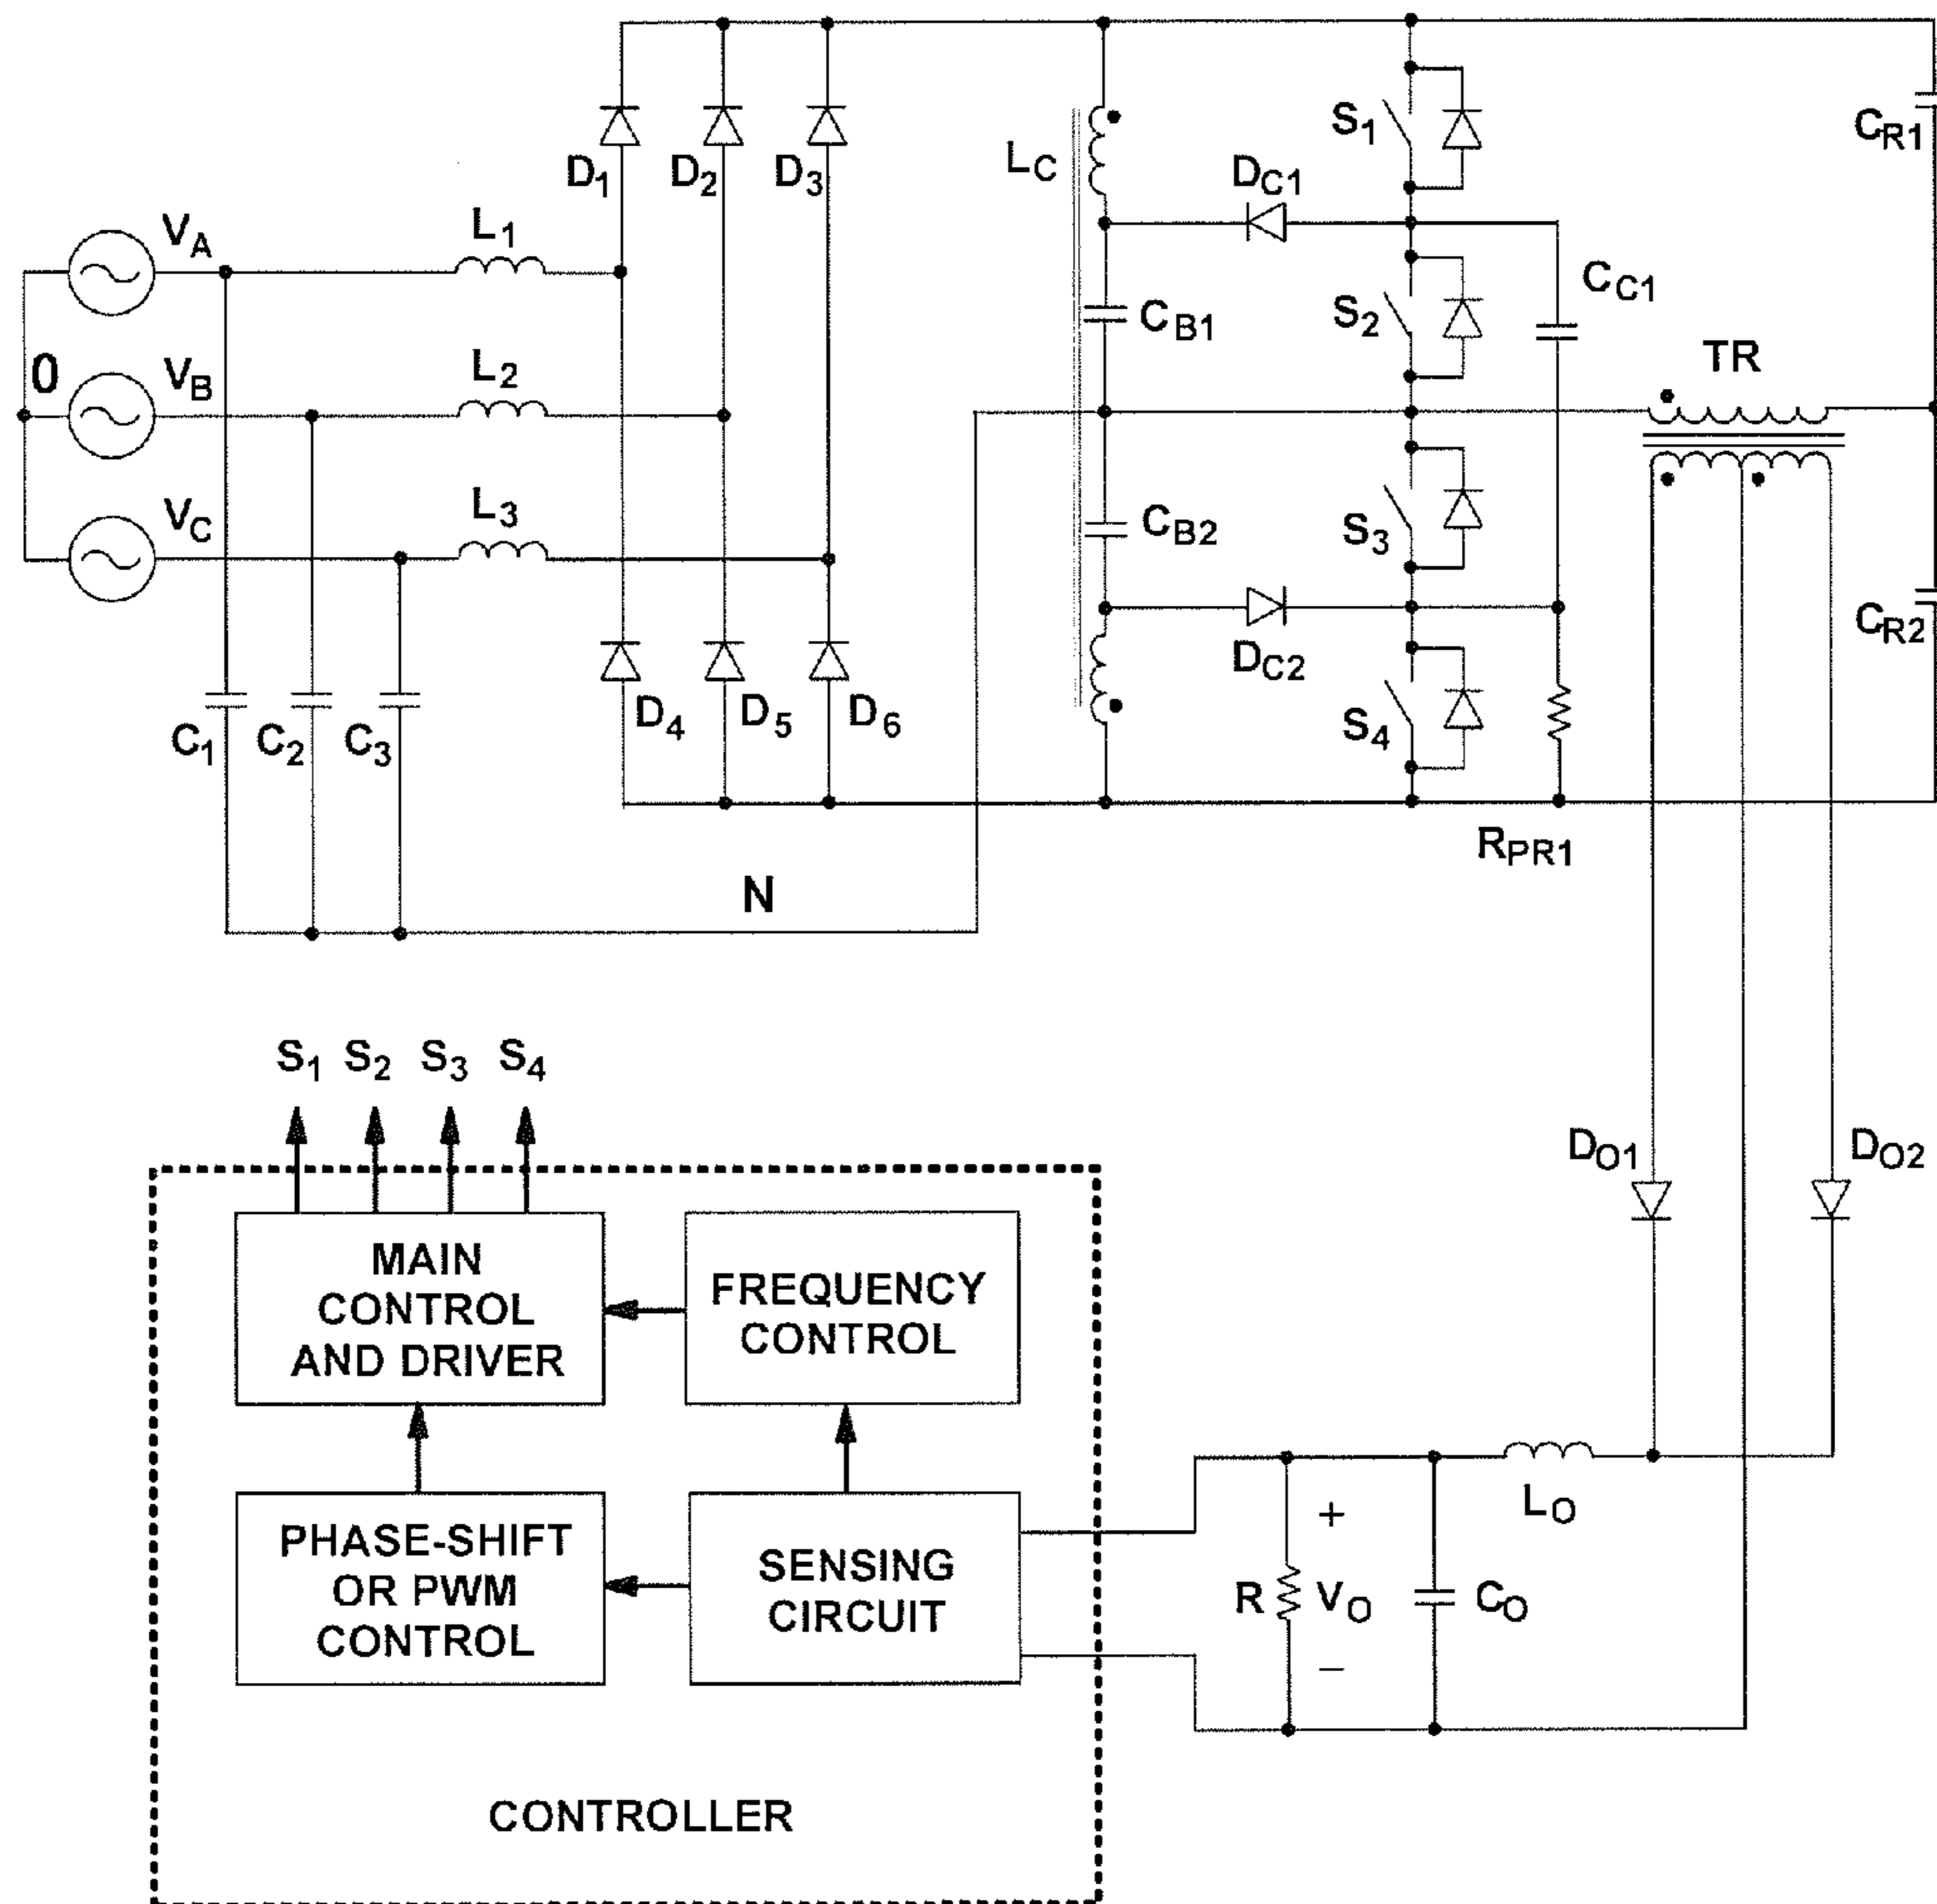 D1 D2 D3
LC
S1
CR1
DC1
VA
L1
CC1
S2
CB1
TR
0
VB
L2
VC
L3
CB2
S3
CR2
DC2
S4
D4 D5 D6
C1 C2 C3
RPR1
N
S1 S2 S3 S4
DO1
DO2
MAIN
CONTROL
AND DRIVER
FREQUENCY
CONTROL
PHASE-SHIFT
OR PWM
CONTROL
SENSING
CIRCUIT
LO
+
R
VO
CO
−
CONTROLLER